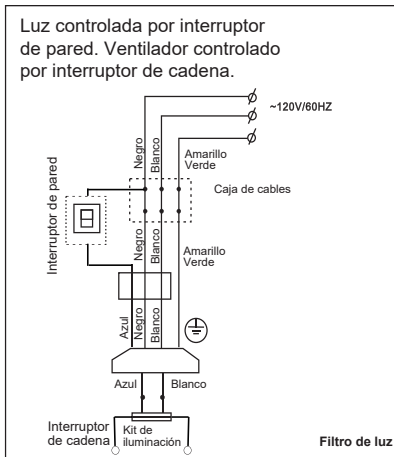 Luz controlada por interruptor
de pared. Ventilador controlado
por interruptor de cadena.
~120V/60HZ
Negro
Blanco
Amarillo
Verde
Caja de cables
Interruptor de pared
Negro
Blanco
Amarillo
Verde
Azul
Negro
Blanco
Azul
Blanco
Interruptor
de cadena
Kit de
iluminación
Filtro de luz